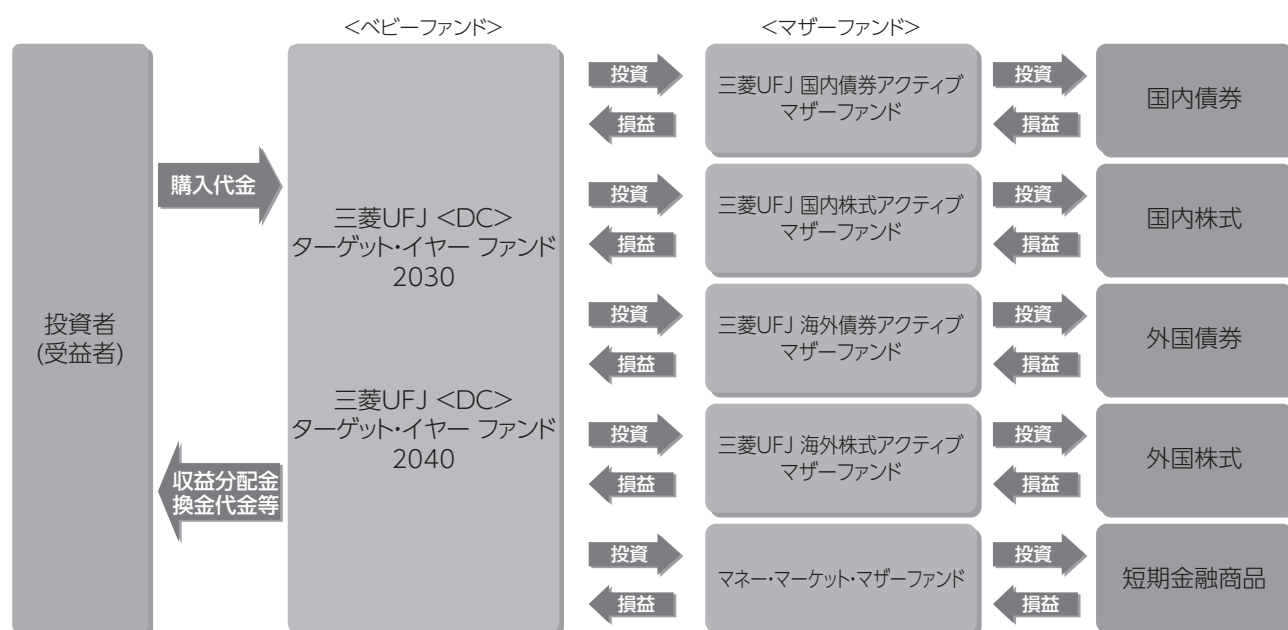 <ベビーファンド>
<マザーファンド>
投資者
(受益者)
購入代金
収益分配金
換金代金等
三菱UFJ <DC>
ターゲット・イヤー ファンド
2030
三菱UFJ <DC>
ターゲット・イヤー ファンド
2040
投資
損益
三菱UFJ 国内債券アクティブ
マザーファンド
投資
損益
国内債券
投資
損益
三菱UFJ 国内株式アクティブ
マザーファンド
投資
損益
国内株式
投資
損益
三菱UFJ 海外債券アクティブ
マザーファンド
投資
損益
外国債券
投資
損益
三菱UFJ 海外株式アクティブ
マザーファンド
投資
損益
外国株式
投資
損益
マネー・マーケット・マザーファンド
投資
損益
短期金融商品